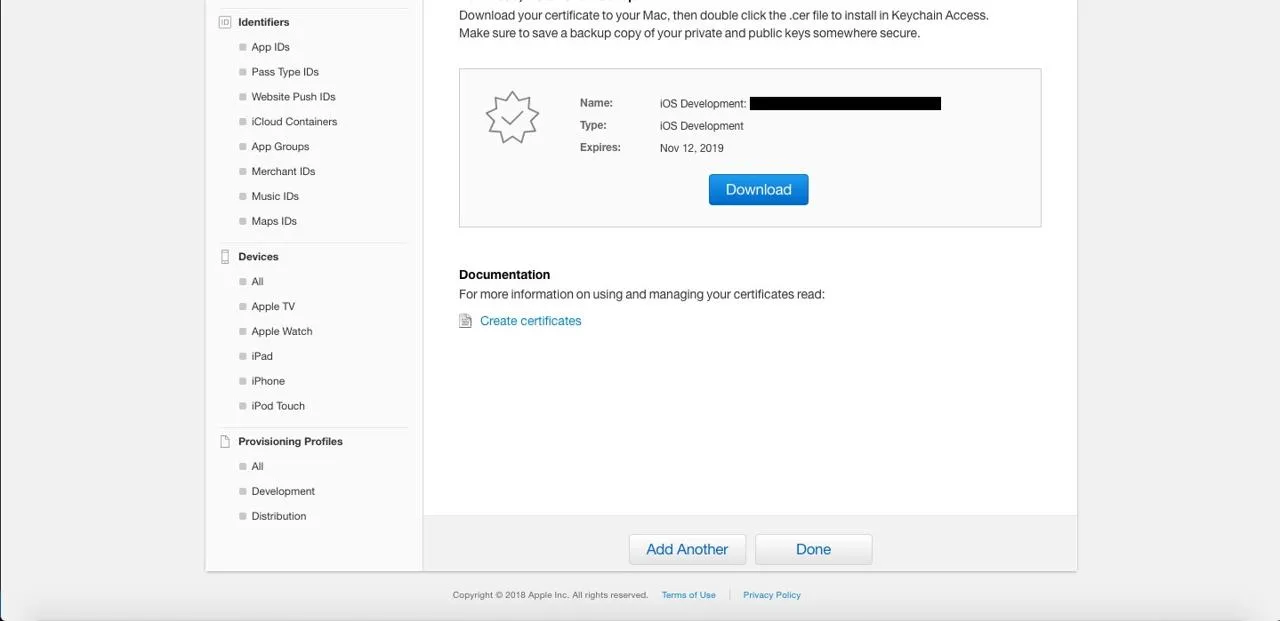 Identifiers
App IDs
Pass Type IDs
Website Push IDs
iCloud Containers
App Groups
Merchant IDs
Music IDs
Maps IDs
Devices
All
Apple TV
Apple Watch
iPad
iPhone
iPod Touch
Provisioning Profiles
All
Development
Distribution
Download your certificate to your Mac, then double click the .cer file to install in Keychain Access.
Make sure to save a backup copy of your private and public keys somewhere secure.
Name: iOS Development:
Type: iOS Development
Expires: Nov 12, 2019
Download
Documentation
For more information on using and managing your certificates read:
Create certificates
Add Another Done
Copyright © 2018 Apple Inc. All rights reserved. Terms of Use | Privacy Policy